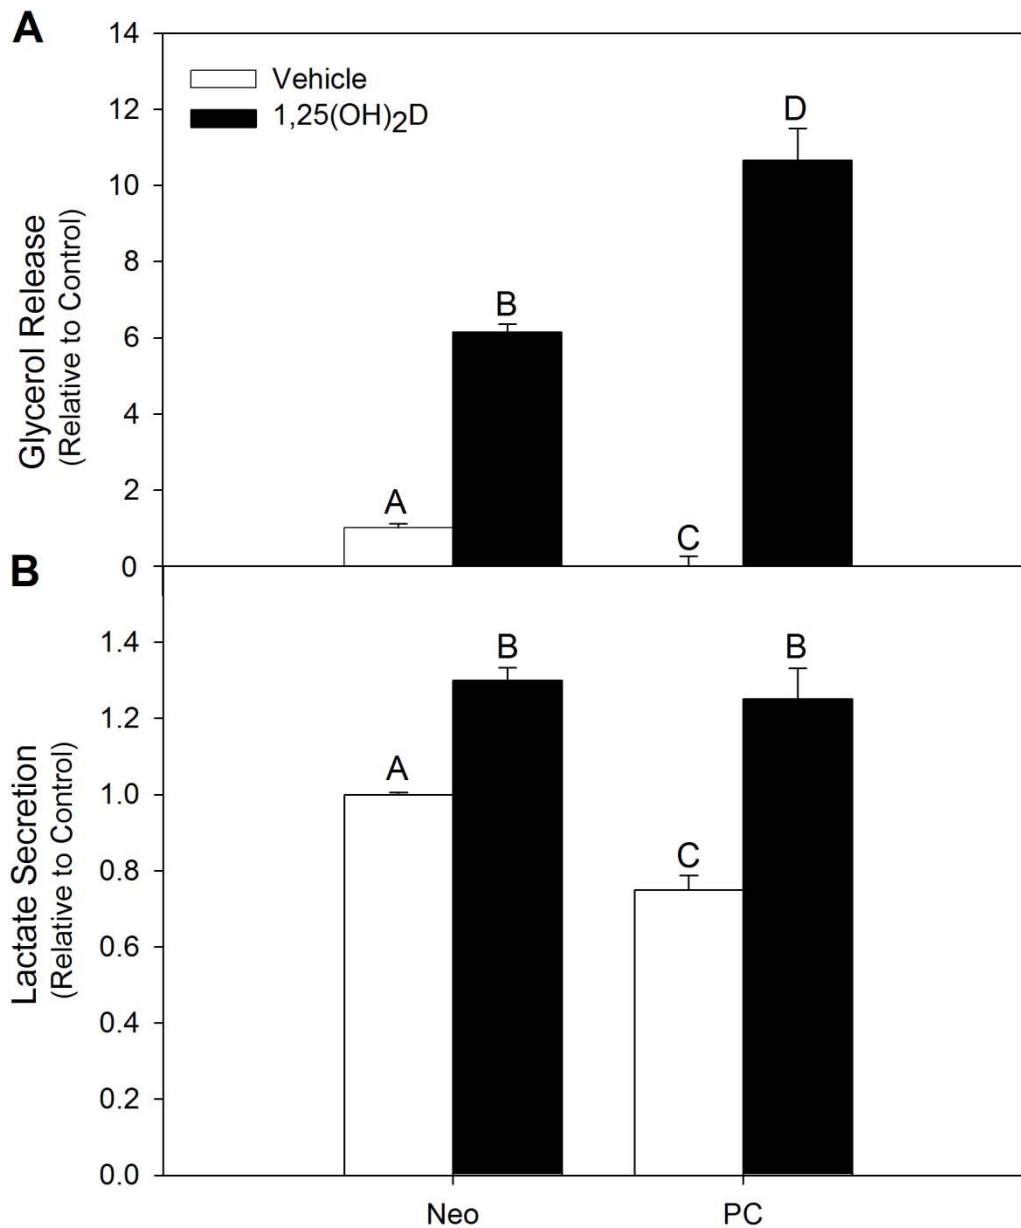 A
14
12
10
8
6
4
2
0
Glycerol Release
(Relative to Control)
Vehicle
1,25(OH)₂D
A
B
C
D
B
1.4
1.2
1.0
0.8
0.6
0.4
0.2
0.0
Lactate Secretion
(Relative to Control)
A
B
C
B
Neo
PC